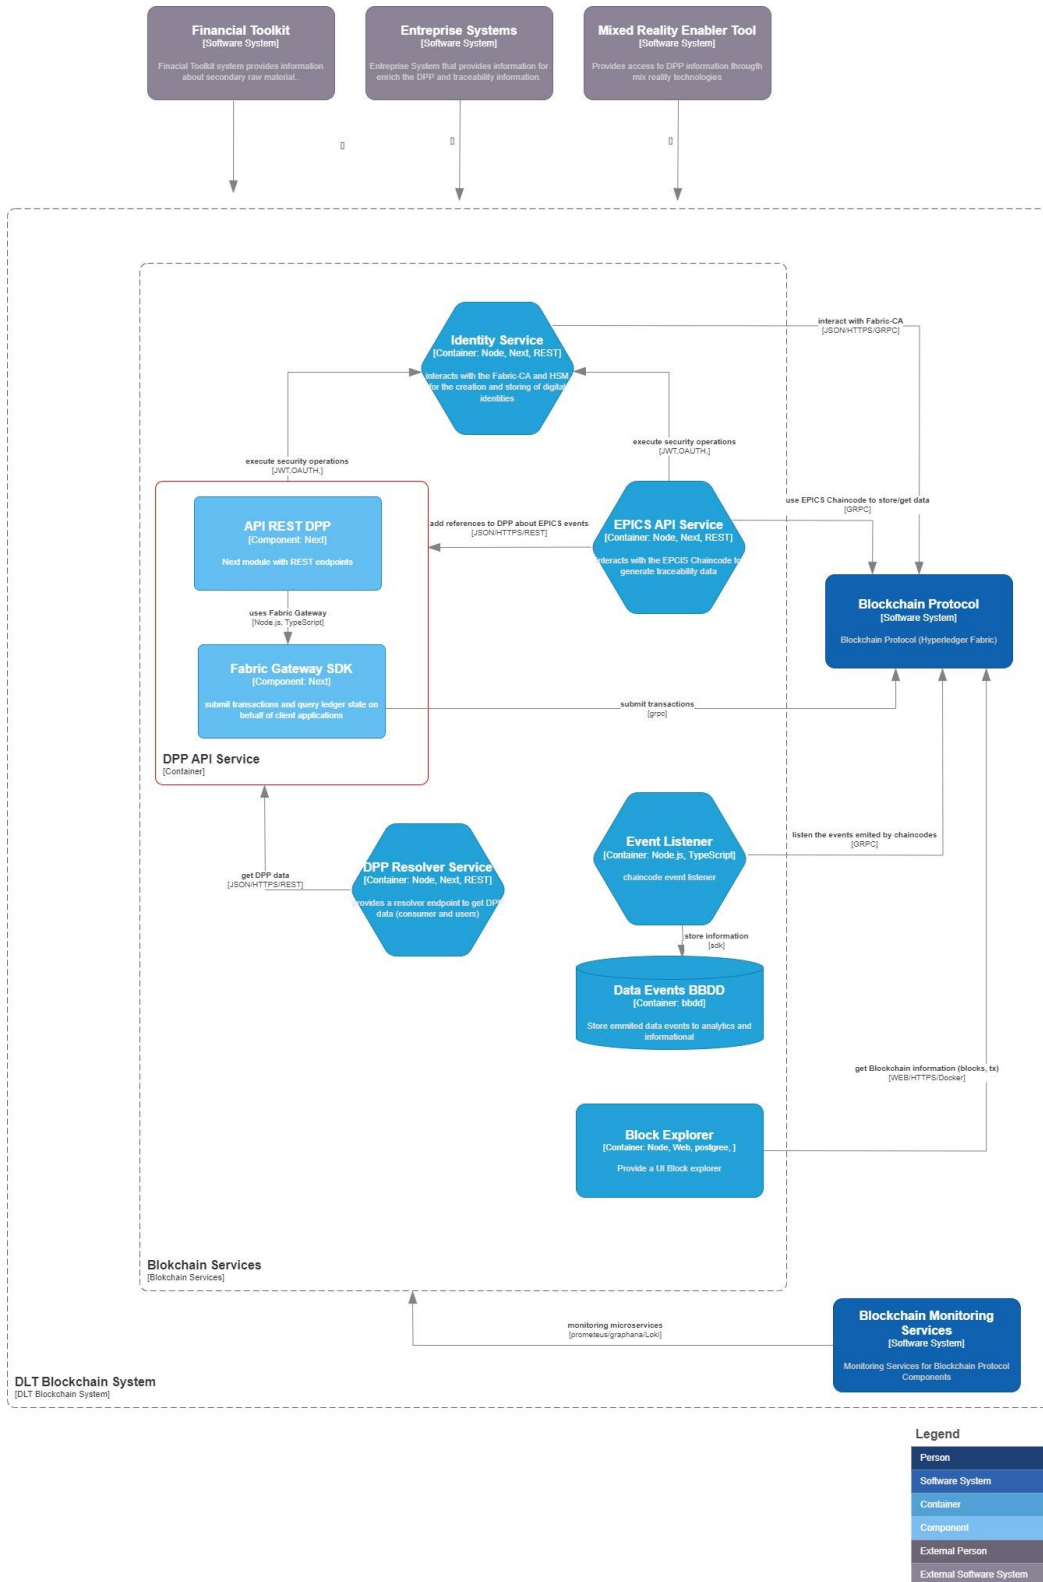 Financial Toolkit
[Software System]
Finacial Toolkit system provides information
about secondary raw material..
Entreprise Systems
[Software System]
Entreprise System that provides information for
enrich the DPP and traceability information.
Mixed Reality Enabler Tool
[Software System]
Provides access to DPP information througth
mix reality technologies
Identity Service
[Container: Node, Next, REST]
interacts with the Fabric-CA and HSM
for the creation and storing of digital
identities
interact with Fabric-CA
[JSON/HTTPS/GRPC]
execute security operations
[JWT,OAUTH,]
execute security operations
[JWT,OAUTH,]
API REST DPP
[Component: Next]
Next module with REST endpoints
add references to DPP about EPICS events
[JSON/HTTPS/REST]
EPICS API Service
[Container: Node, Next, REST]
interacts with the EPCIS Chaincode to
generate traceability data
use EPICS Chaincode to store/get data
[GRPC]
uses Fabric Gateway
[Node.js, TypeScript]
Blockchain Protocol
[Software System]
Blockchain Protocol (Hyperledger Fabric)
Fabric Gateway SDK
[Component: Next]
submit transactions and query ledger state on
behalf of client applications
submit transactions
[grpc]
DPP API Service
[Container]
Event Listener
[Container: Node.js, TypeScript]
chaincode event listener
listen the events emited by chaincodes
[GRPC]
get DPP data
[JSON/HTTPS/REST]
DPP Resolver Service
[Container: Node, Next, REST]
provides a resolver endpoint to get DPP
data (consumer and users)
store information
[sdk]
Data Events BBDD
[Container: bbdd]
Store emmited data events to analytics and
informational
get Blockchain information (blocks, tx)
[WEB/HTTPS/Docker]
Block Explorer
[Container: Node, Web, postgree, ]
Provide a UI Block explorer
Blokchain Services
[Blokchain Services]
monitoring microservices
[prometeus/graphana/Loki]
Blockchain Monitoring
Services
[Software System]
Monitoring Services for Blockchain Protocol
Components
DLT Blockchain System
[DLT Blockchain System]
Legend
Person
Software System
Container
Component
External Person
External Software System